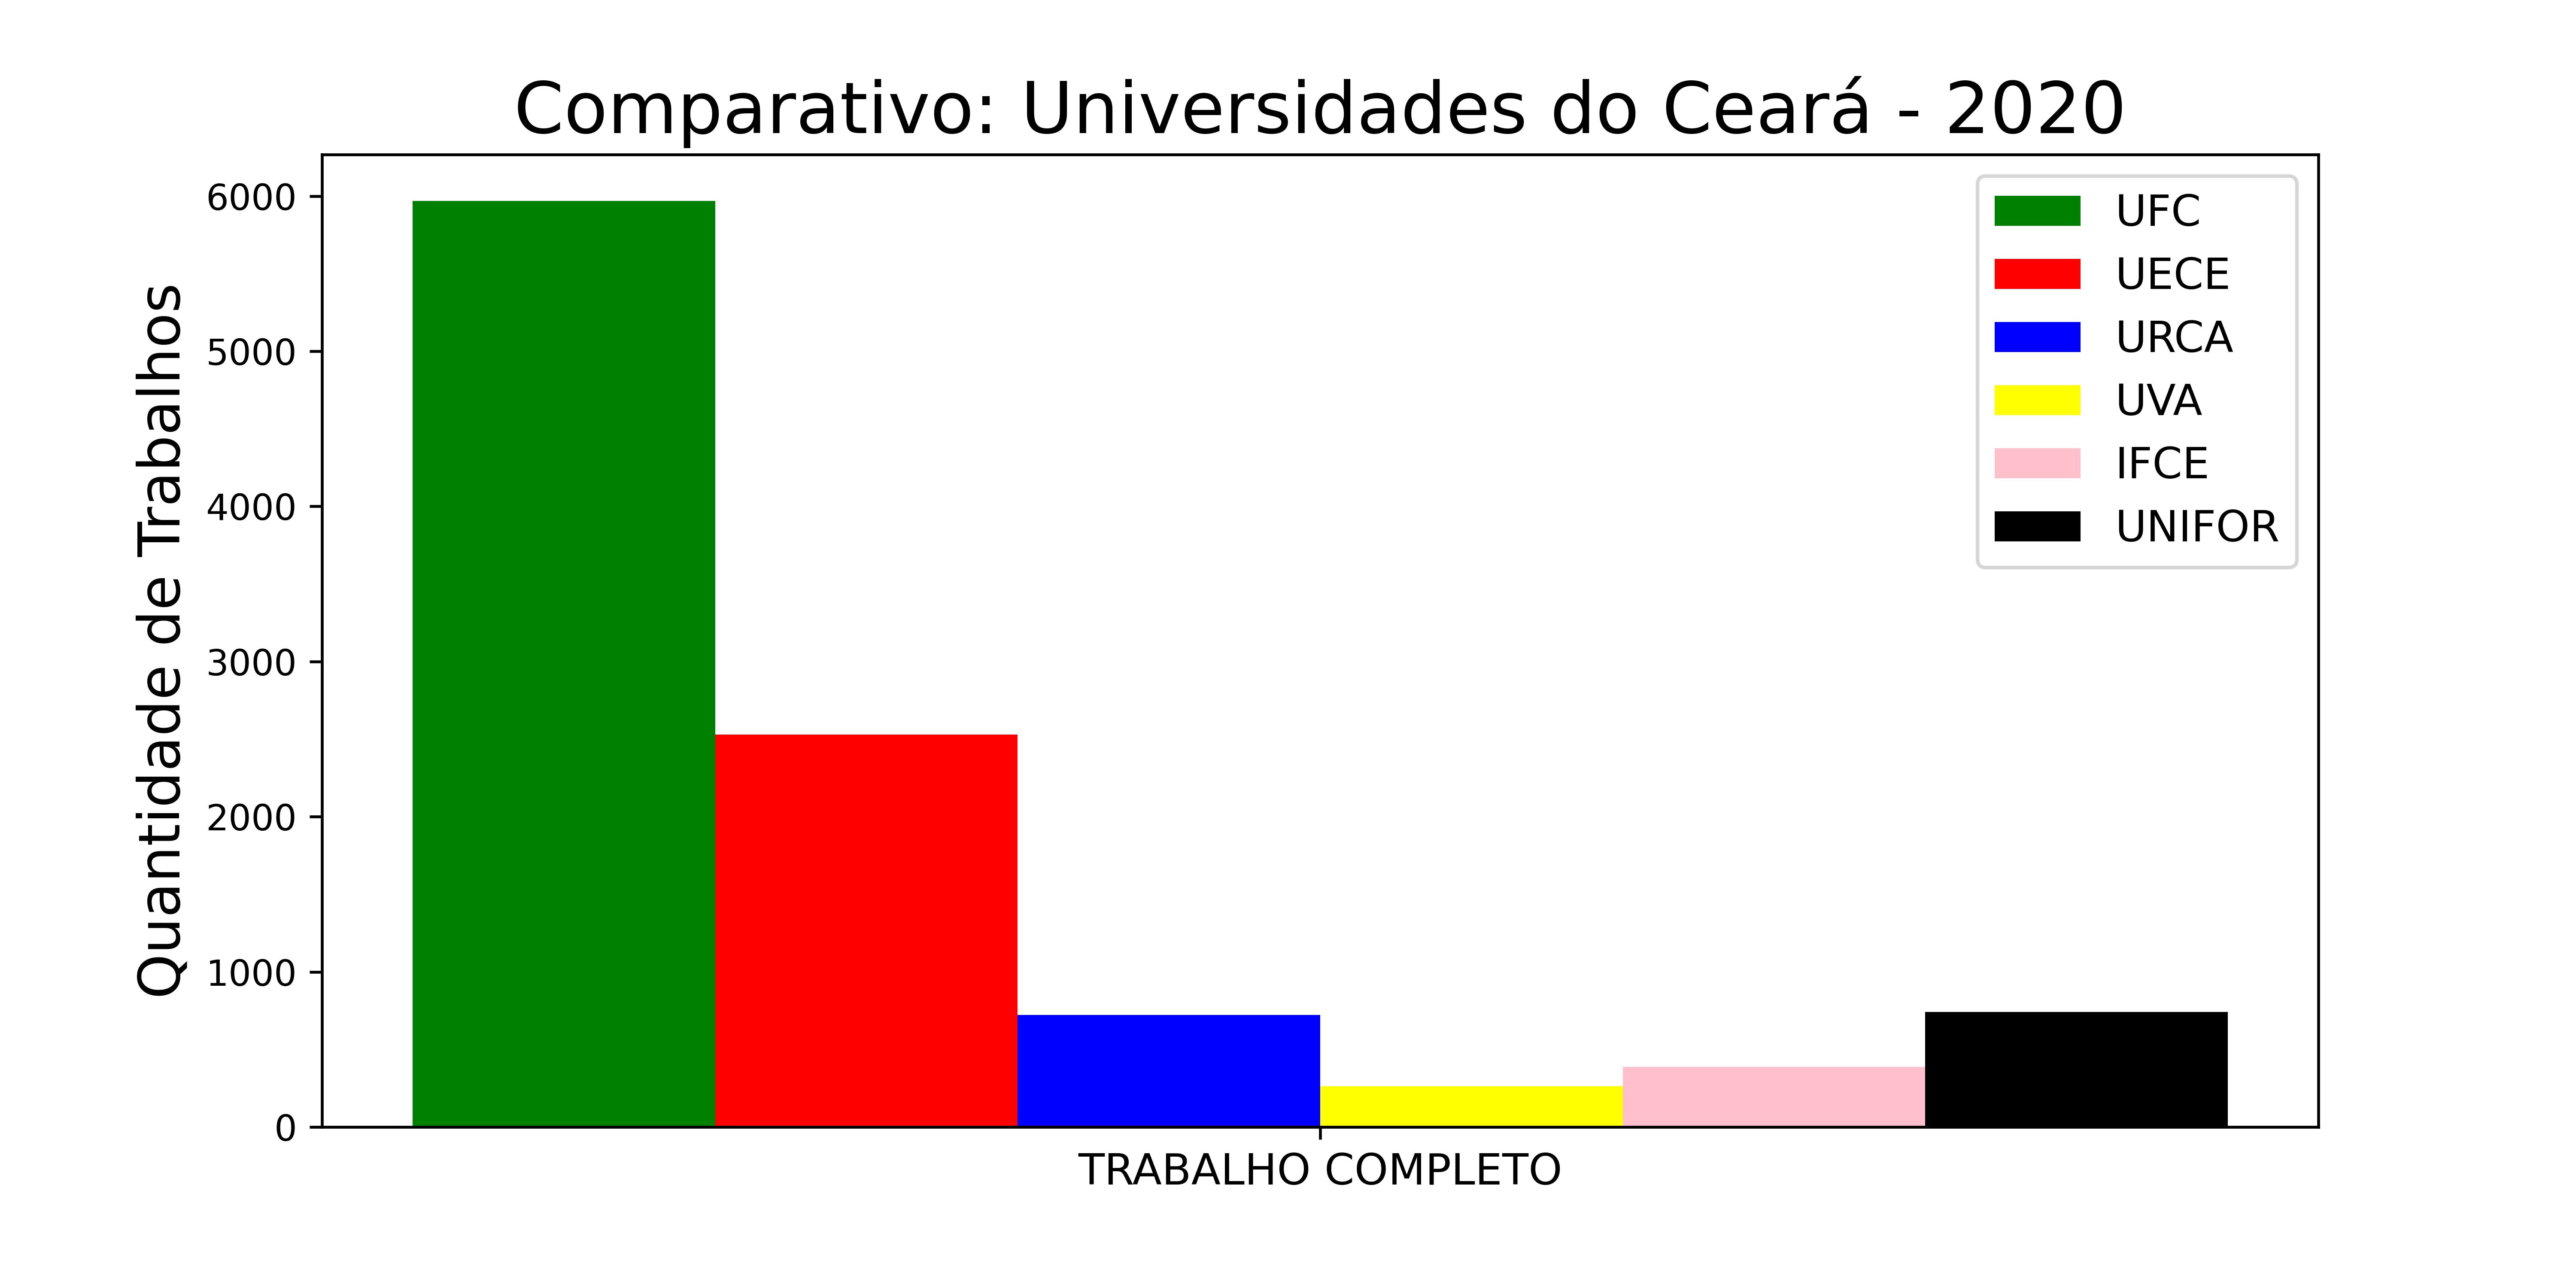 Comparativo: Universidades do Ceará - 2020
Quantidade de Trabalhos
6000
5000
4000
3000
2000
1000
0
TRABALHO COMPLETO
UFC
UECE
URCA
UVA
IFCE
UNIFOR